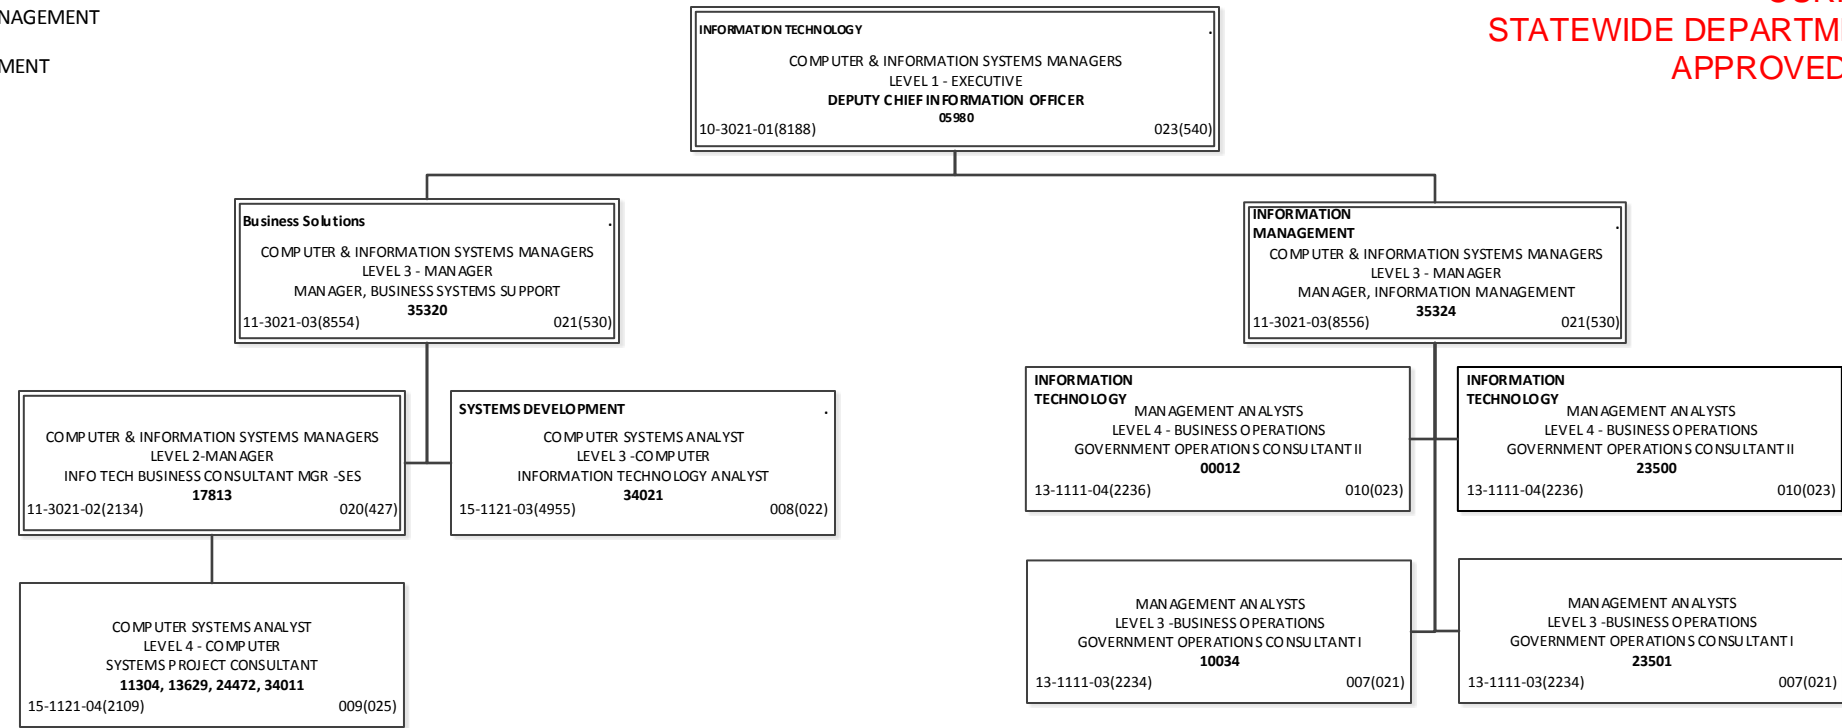 STATEWIDE
APPROVED
INFORMATION TECHNOLOGY .
COMPUTER & INFORMATION SYSTEMS MANAGERS
LEVEL 1 - EXECUTIVE
DEPUTY CHIEF INFORMATION OFFICER
05980
10-3021-01(8188) 023(540)
Business Solutions .
COMPUTER & INFORMATION SYSTEMS MANAGERS
LEVEL 3 - MANAGER
MANAGER, BUSINESS SYSTEMS SUPPORT
35320
11-3021-03(8554) 021(530)
INFORMATION
MANAGEMENT .
COMPUTER & INFORMATION SYSTEMS MANAGERS
LEVEL 3 - MANAGER
MANAGER, INFORMATION MANAGEMENT
35324
11-3021-03(8556) 021(530)
COMPUTER & INFORMATION SYSTEMS MANAGERS
LEVEL 2-MANAGER
INFO TECH BUSINESS CONSULTANT MGR -SES
17813
11-3021-02(2134) 020(427)
SYSTEMS DEVELOPMENT .
COMPUTER SYSTEMS ANALYST
LEVEL 3 -COMPUTER
INFORMATION TECHNOLOGY ANALYST
34021
15-1121-03(4955) 008(022)
INFORMATION
TECHNOLOGY
MANAGEMENT ANALYSTS
LEVEL 4 - BUSINESS OPERATIONS
GOVERNMENT OPERATIONS CONSULTANT II
00012
13-1111-04(2236) 010(023)
INFORMATION
TECHNOLOGY
MANAGEMENT ANALYSTS
LEVEL 4 - BUSINESS OPERATIONS
GOVERNMENT OPERATIONS CONSULTANT II
23500
13-1111-04(2236) 010(023)
COMPUTER SYSTEMS ANALYST
LEVEL 4 - COMPUTER
SYSTEMS PROJECT CONSULTANT
11304, 13629, 24472, 34011
15-1121-04(2109) 009(025)
MANAGEMENT ANALYSTS
LEVEL 3 -BUSINESS OPERATIONS
GOVERNMENT OPERATIONS CONSULTANT I
10034
13-1111-03(2234) 007(021)
MANAGEMENT ANALYSTS
LEVEL 3 -BUSINESS OPERATIONS
GOVERNMENT OPERATIONS CONSULTANT I
23501
13-1111-03(2234) 007(021)